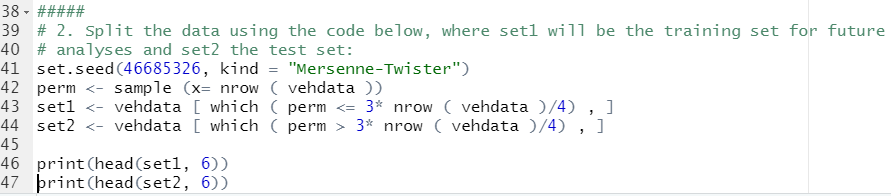 38 #####
39 # 2. Split the data using the code below, where set1 will be the training set for future
40 # analyses and set2 the test set:
41 set.seed(46685326, kind = "Mersenne-Twister")
42 perm <- sample (x= nrow ( vehdata ))
43 set1 <- vehdata [ which ( perm <= 3* nrow ( vehdata )/4) , ]
44 set2 <- vehdata [ which ( perm > 3* nrow ( vehdata )/4) , ]
45
46 print(head(set1, 6))
47 print(head(set2, 6))